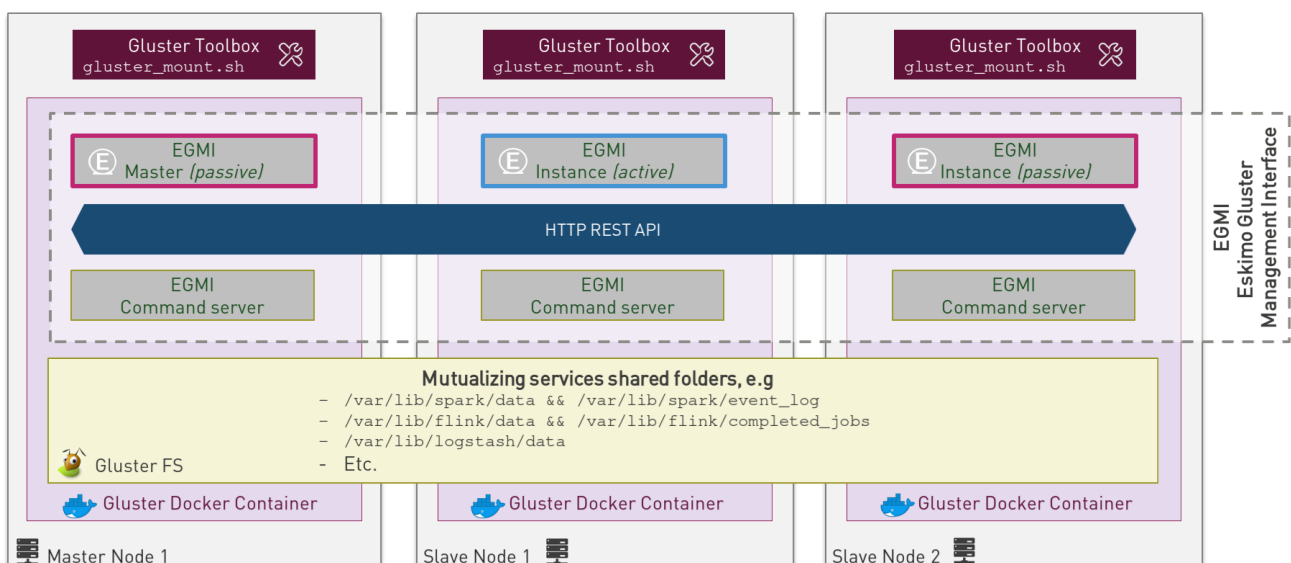 Gluster Toolbox
gluster_mount.sh
Gluster Toolbox
gluster_mount.sh
Gluster Toolbox
gluster_mount.sh
E
EGMI
Master (passive)
E
EGMI
Instance (active)
E
EGMI
Instance (passive)
HTTP REST API
EGMI
Command server
EGMI
Command server
EGMI
Command server
EGMI
Eskimo Gluster
Management Interface
Mutualizing services shared folders, e.g
- /var/lib/spark/data && /var/lib/spark/event_log
- /var/lib/flink/data && /var/lib/flink/completed_jobs
- /var/lib/logstash/data
- Etc.
Gluster FS
Gluster Docker Container
Gluster Docker Container
Gluster Docker Container
Master Node 1
Slave Node 1
Slave Node 2